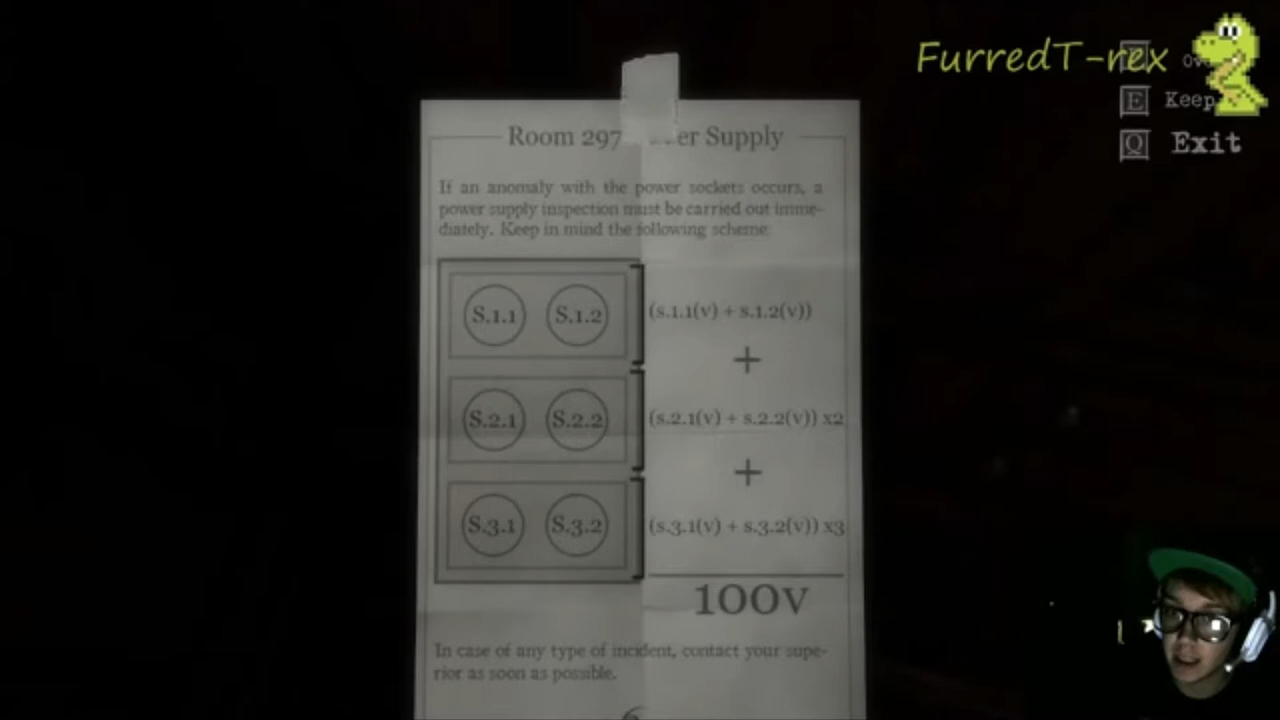 FurredT-rex
E Keep
Q Exit
Room 297 er Supply
If an anomaly with the power sockets occurs, a
power supply inspection must be carried out imme-
diately. Keep in mind the following scheme:
S.1.1 S.1.2 (s.1.1(v) + s.1.2(v))
+
S.2.1 S.2.2 (s.2.1(v) + s.2.2(v)) x2
+
S.3.1 S.3.2 (s.3.1(v) + s.3.2(v)) x3
100v
In case of any type of incident, contact your supe-
rior as soon as possible.